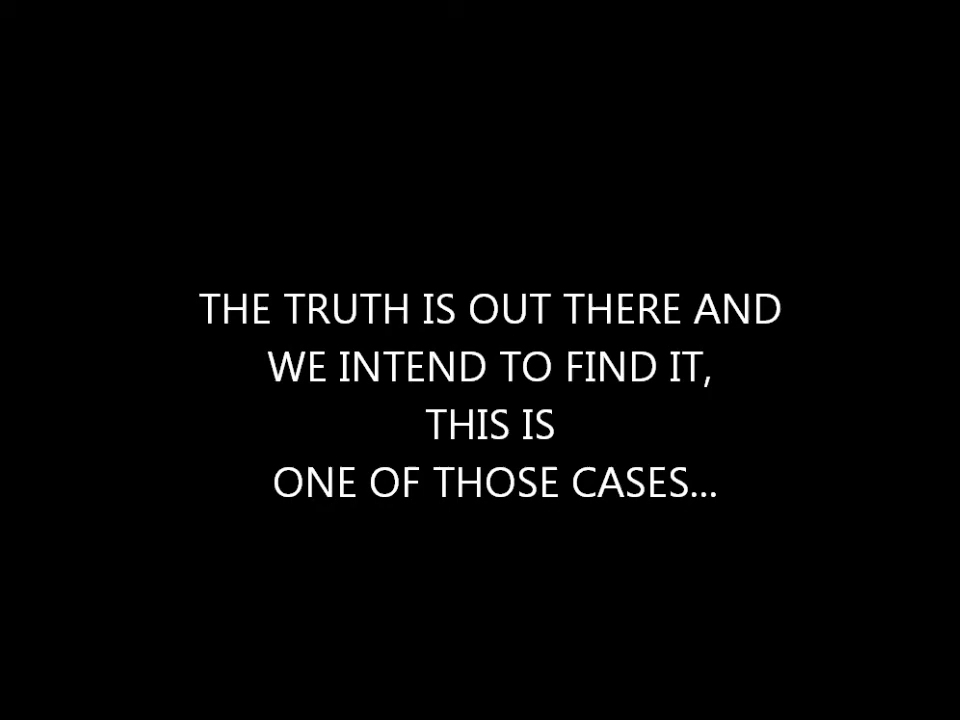 THE TRUTH IS OUT THERE AND
WE INTEND TO FIND IT,
THIS IS
ONE OF THOSE CASES...